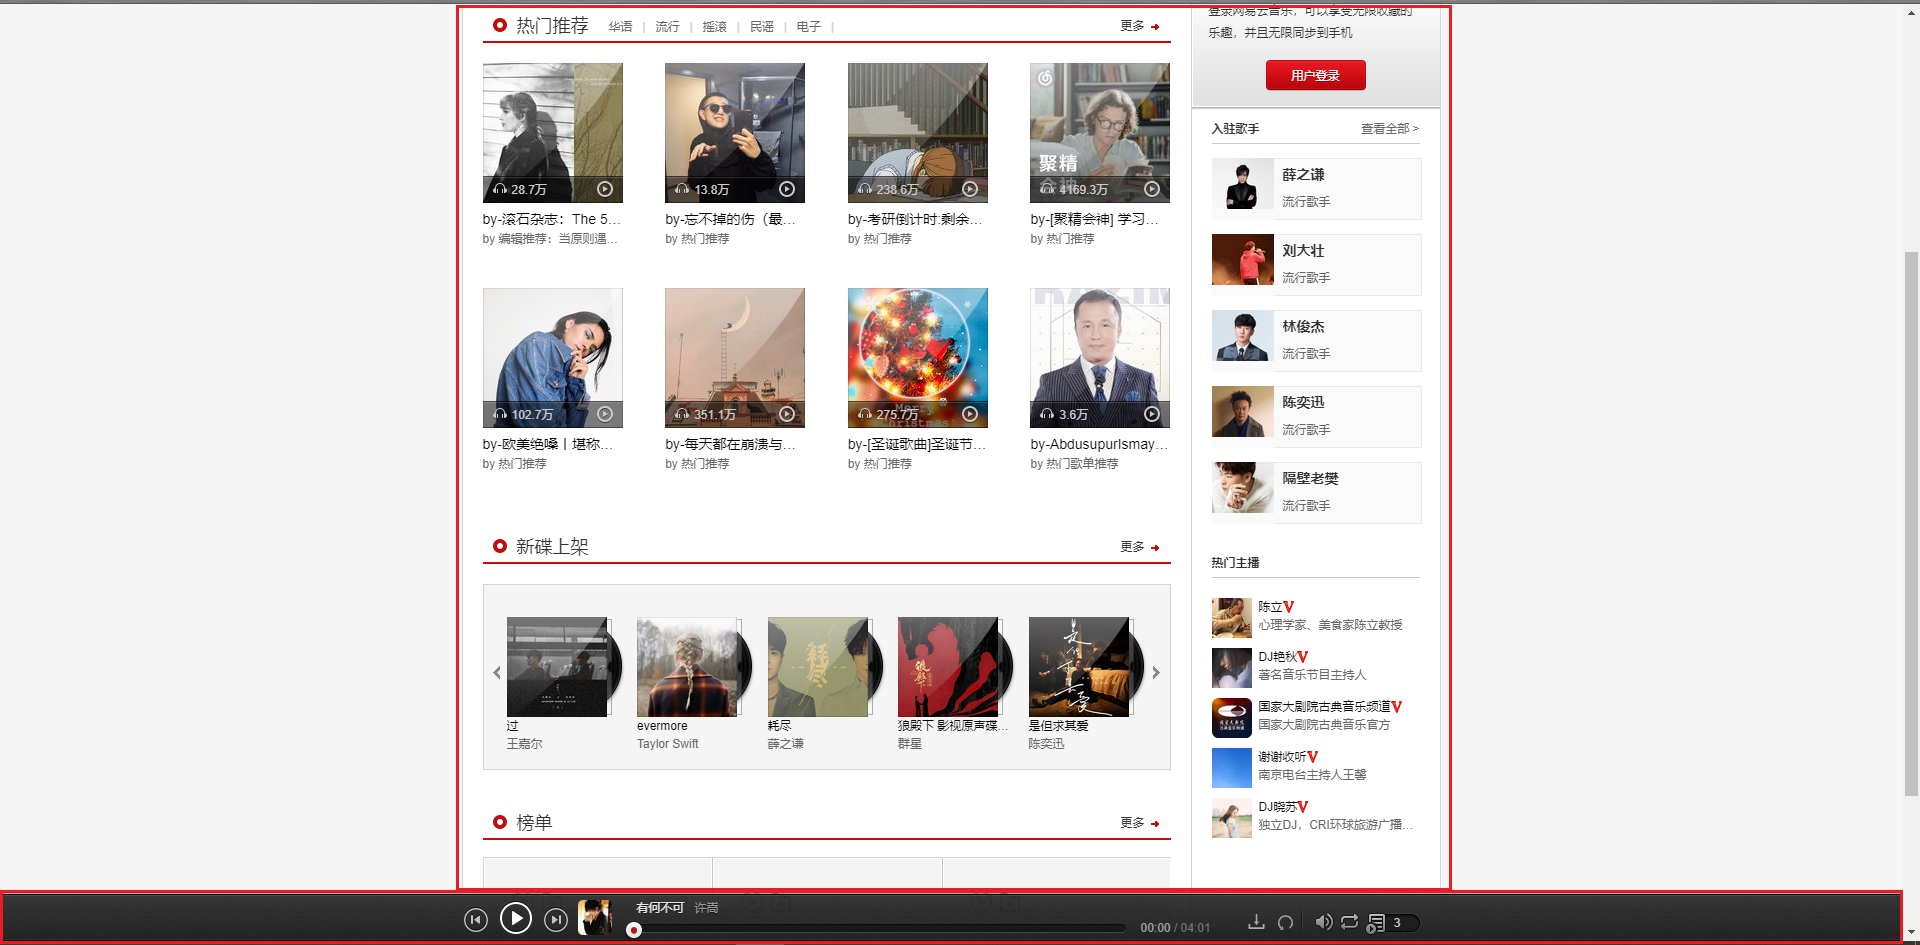 热门推荐 华语 | 流行 | 摇滚 | 民谣 | 电子 | 更多
28.7万
13.8万
238.6万
聚精
会神
4169.3万
by-滚石杂志：The 5...
by 编辑推荐：当原则遇...
by-忘不掉的伤（最...
by 热门推荐
by-考研倒计时:剩余...
by 热门推荐
by-[聚精会神] 学习...
by 热门推荐
102.7万
351.1万
Merry
Christmas
275.7万
3.6万
by-欧美绝嗓丨堪称...
by 热门推荐
by-每天都在崩溃与...
by 热门推荐
by-[圣诞歌曲]圣诞节...
by 热门推荐
by-AbdusupurIsmay...
by 热门歌单推荐
新碟上架 更多
过
王嘉尔
evermore
Taylor Swift
耗尽
耗尽
薛之谦
狼殿下
狼殿下 影视原声碟...
群星
是但求其爱
是但求其爱
陈奕迅
榜单 更多
登录网易云音乐，可以享受无限收藏的
乐趣，并且无限同步到手机
用户登录
入驻歌手 查看全部 >
薛之谦
流行歌手
刘大壮
流行歌手
林俊杰
流行歌手
陈奕迅
流行歌手
隔壁老樊
流行歌手
热门主播
陈立V
心理学家、美食家陈立教授
DJ艳秋V
著名音乐节目主持人
国家大剧院古典音乐频道V
国家大剧院古典音乐官方
谢谢收听V
南京电台主持人王馨
DJ晓苏V
独立DJ，CRI环球旅游广播...
有何不可 许嵩
00:00 / 04:01
3